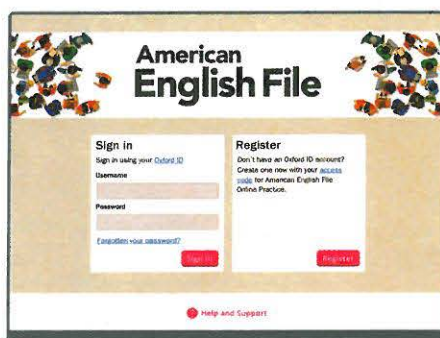 American
English File
Sign in
Sign in using your Oxford ID
Username
Password
Forgotten your password?
Sign in
Register
Don't have an Oxford ID account?
Create one now with your access
code for American English File
Online Practice.
Register
Help and Support